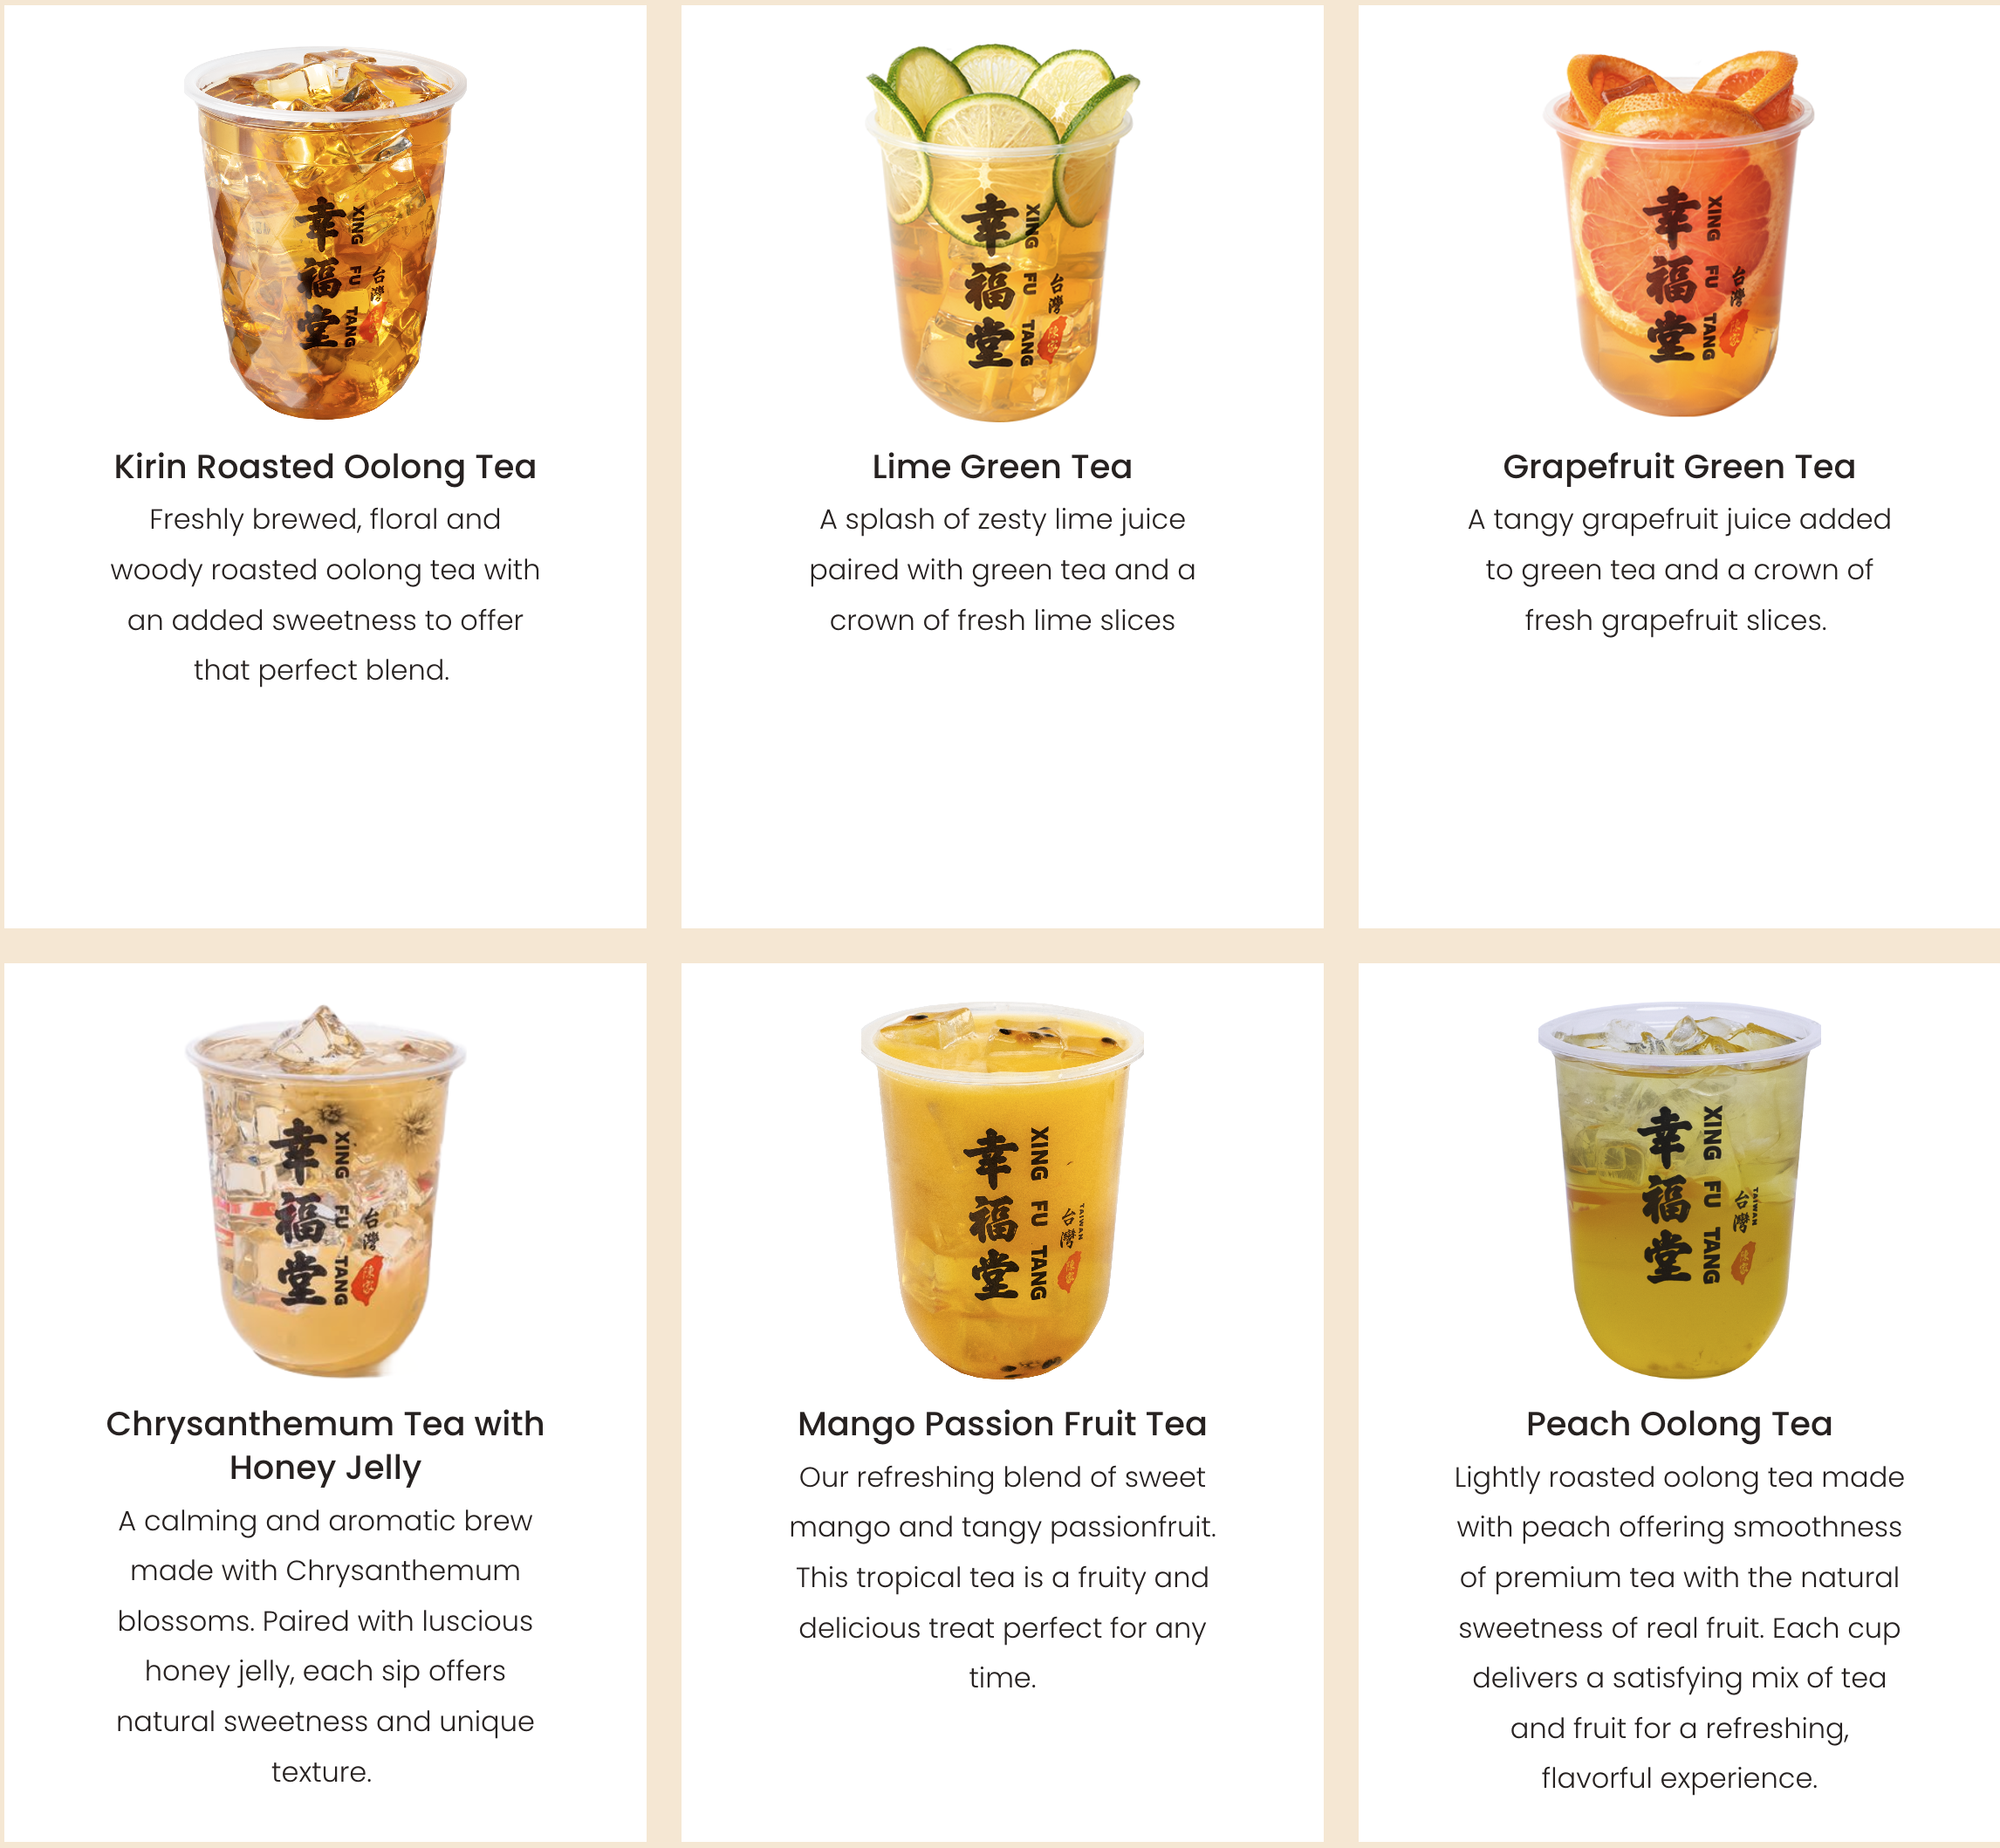 幸福堂
XING FU TANG
台灣
Kirin Roasted Oolong Tea
Freshly brewed, floral and
woody roasted oolong tea with
an added sweetness to offer
that perfect blend.
幸福堂
XING FU TANG
台灣
Lime Green Tea
A splash of zesty lime juice
paired with green tea and a
crown of fresh lime slices
幸福堂
XING FU TANG
台灣
Grapefruit Green Tea
A tangy grapefruit juice added
to green tea and a crown of
fresh grapefruit slices.
幸福堂
XING FU TANG
台灣
Chrysanthemum Tea with
Honey Jelly
A calming and aromatic brew
made with Chrysanthemum
blossoms. Paired with luscious
honey jelly, each sip offers
natural sweetness and unique
texture.
幸福堂
XING FU TANG
台灣
TAIWAN
Mango Passion Fruit Tea
Our refreshing blend of sweet
mango and tangy passionfruit.
This tropical tea is a fruity and
delicious treat perfect for any
time.
幸福堂
XING FU TANG
台灣
TAIWAN
Peach Oolong Tea
Lightly roasted oolong tea made
with peach offering smoothness
of premium tea with the natural
sweetness of real fruit. Each cup
delivers a satisfying mix of tea
and fruit for a refreshing,
flavorful experience.